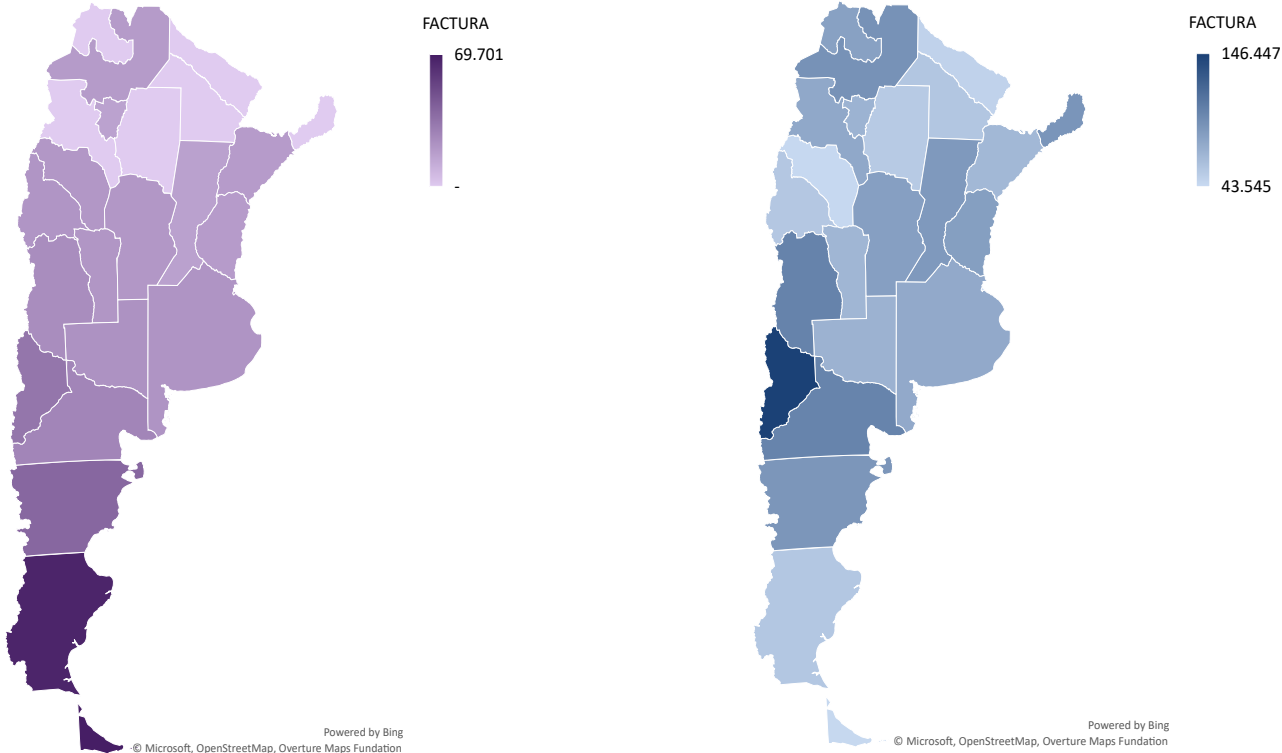 FACTURA
69.701
-
Powered by Bing
© Microsoft, OpenStreetMap, Overture Maps Fundation
FACTURA
146.447
43.545
Powered by Bing
© Microsoft, OpenStreetMap, Overture Maps Fundation